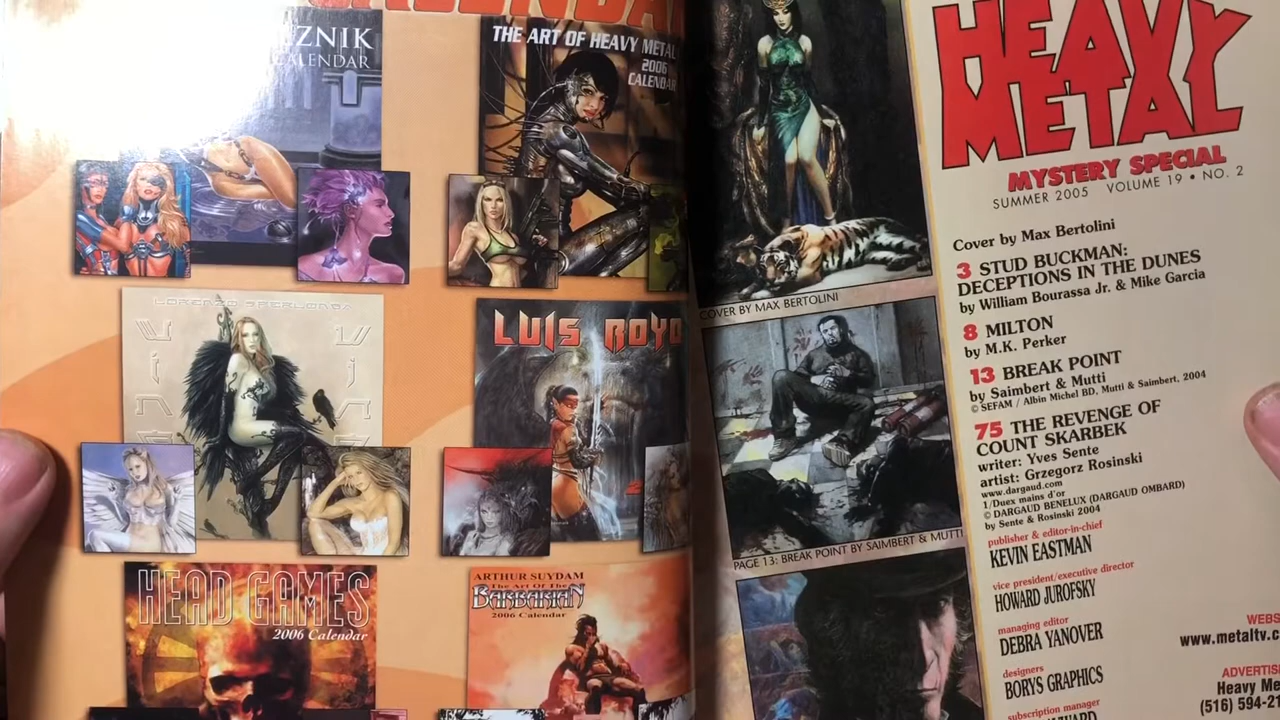 CALENDAR
ZNIK
CALENDAR
THE ART OF HEAVY METAL
2006
CALENDAR
LUIS ROYO
HEAD GAMES
2006 Calendar
ARTHUR SUYDAM
The Art Of The
BARBARIAN
2006 Calendar
COVER BY MAX BERTOLINI
PAGE 13: BREAK POINT BY SAIMBERT & MUTTI
HEAVY
METAL
MYSTERY SPECIAL
SUMMER 2005 VOLUME 19 • NO. 2
Cover by Max Bertolini
3 STUD BUCKMAN:
DECEPTIONS IN THE DUNES
by William Bourassa Jr. & Mike Garcia
8 MILTON
by M.K. Perker
13 BREAK POINT
by Saimbert & Mutti
© SEFAM / Albin Michel BD, Mutti & Saimbert, 2004
75 THE REVENGE OF
COUNT SKARBEK
writer: Yves Sente
artist: Grzegorz Rosinski
www.dargaud.com
1/Duex mains d'or
© DARGAUD BENELUX (DARGAUD OMBARD)
by Sente & Rosinski 2004
publisher & editor-in-chief
KEVIN EASTMAN
vice president/executive director
HOWARD JUROFSKY
managing editor
DEBRA YANOVER
designers
BORYS GRAPHICS
subscription manager
WEBS
www.metaltv.c
ADVERTIS
Heavy Me
(516) 594-21